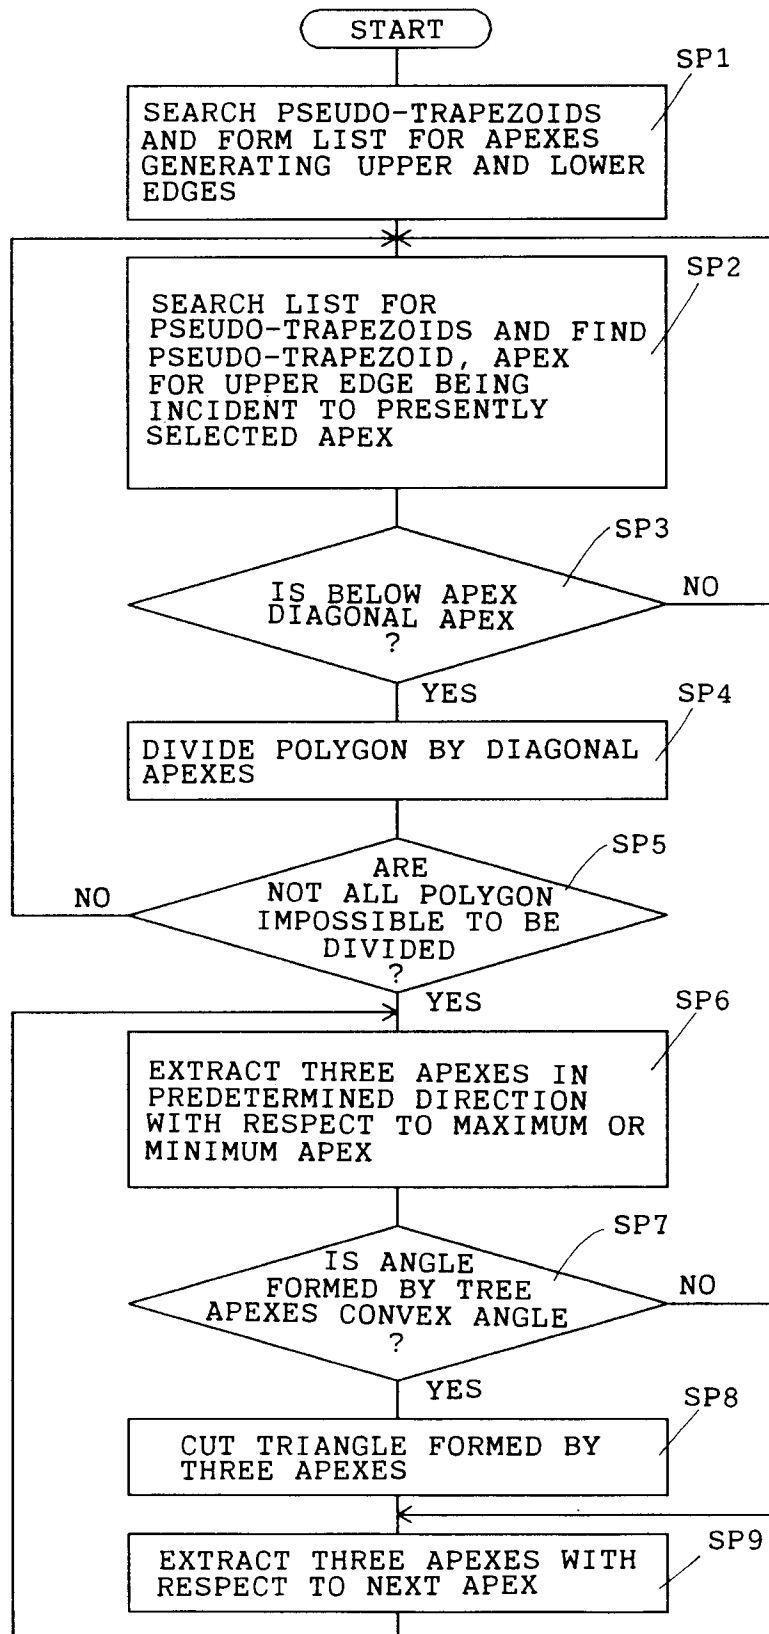 START
SP1
SEARCH PSEUDO-TRAPEZOIDS
AND FORM LIST FOR APEXES
GENERATING UPPER AND LOWER
EDGES
SP2
SEARCH LIST FOR
PSEUDO-TRAPEZOIDS AND FIND
PSEUDO-TRAPEZOID, APEX
FOR UPPER EDGE BEING
INCIDENT TO PRESENTLY
SELECTED APEX
SP3
IS BELOW APEX
DIAGONAL APEX
?
NO
YES
SP4
DIVIDE POLYGON BY DIAGONAL
APEXES
SP5
ARE
NOT ALL POLYGON
IMPOSSIBLE TO BE
DIVIDED
?
NO
YES
SP6
EXTRACT THREE APEXES IN
PREDETERMINED DIRECTION
WITH RESPECT TO MAXIMUM OR
MINIMUM APEX
SP7
IS ANGLE
FORMED BY TREE
APEXES CONVEX ANGLE
?
NO
YES
SP8
CUT TRIANGLE FORMED BY
THREE APEXES
SP9
EXTRACT THREE APEXES WITH
RESPECT TO NEXT APEX